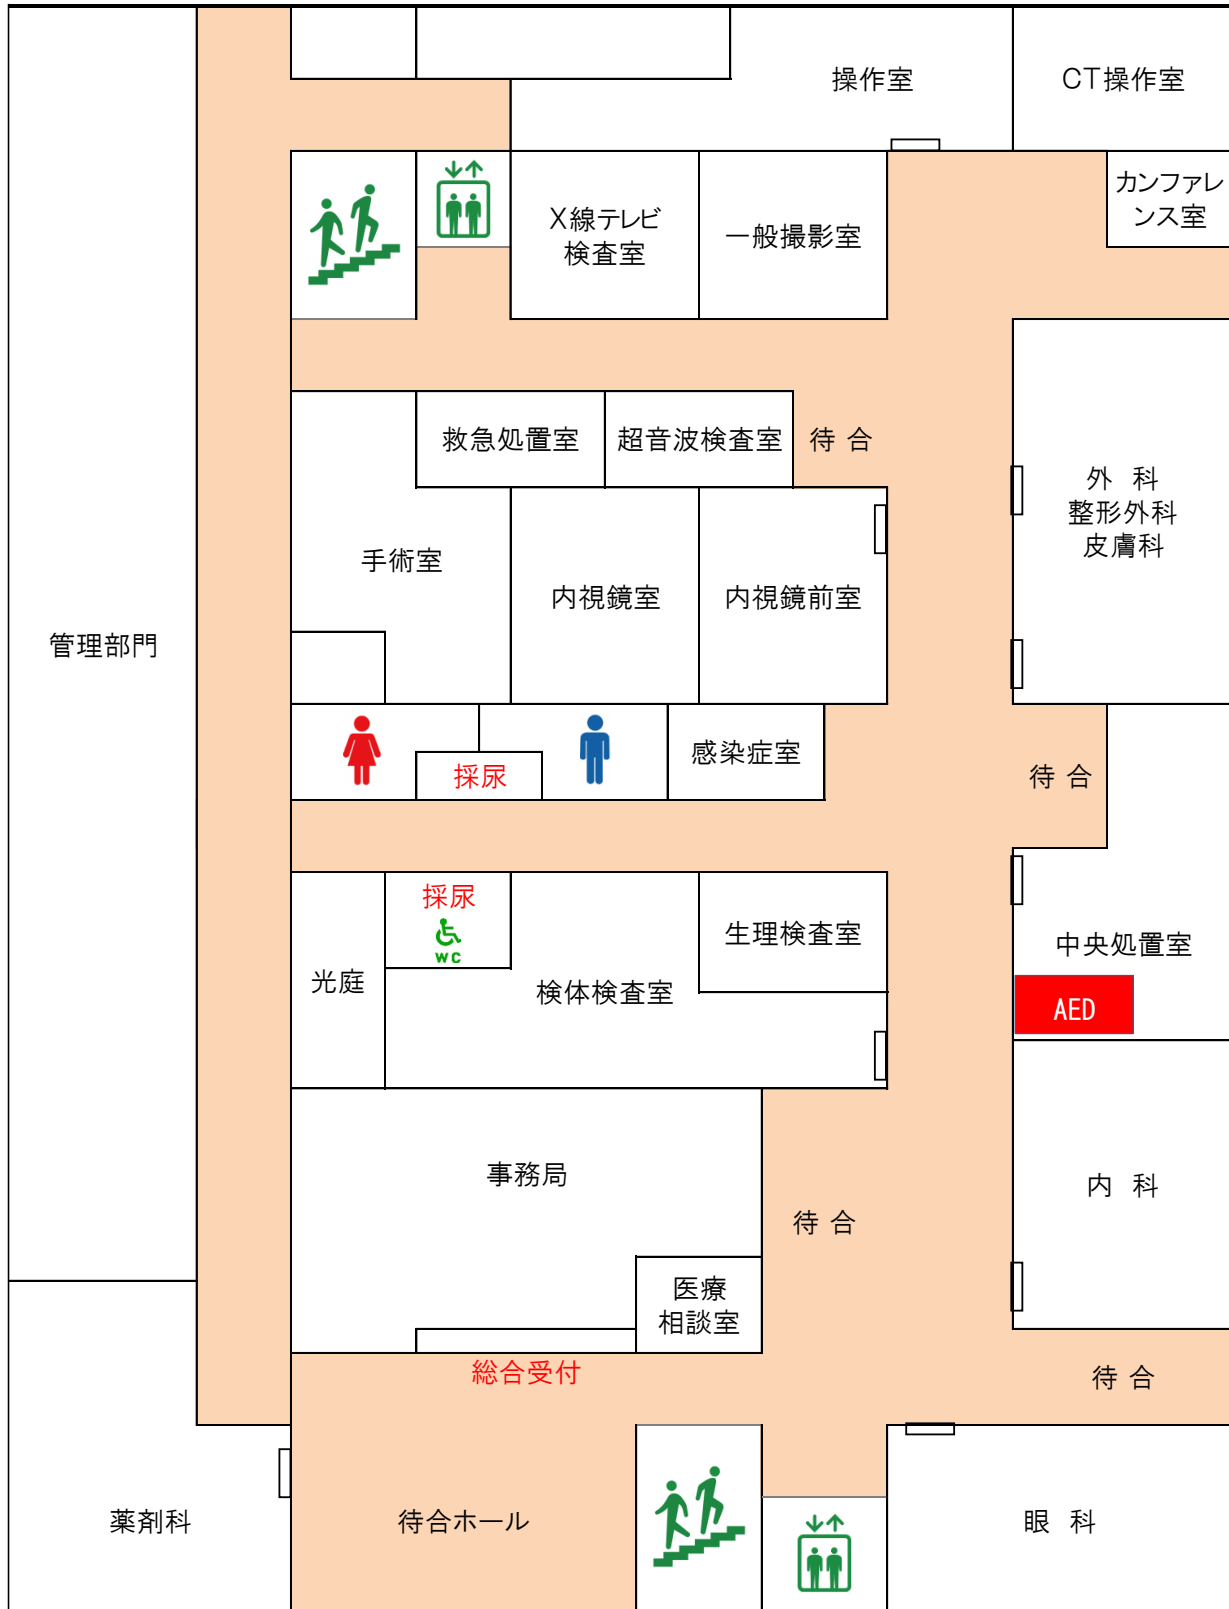 操作室
CT操作室
カンファレ
ンス室
X線テレビ
検査室
一般撮影室
救急処置室
超音波検査室
待 合
外 科
整形外科
皮膚科
手術室
内視鏡室
内視鏡前室
管理部門
感染症室
採尿
待 合
採尿
WC
生理検査室
中央処置室
光庭
検体検査室
AED
事務局
内 科
待 合
医療
相談室
総合受付
待 合
薬剤科
待合ホール
眼 科